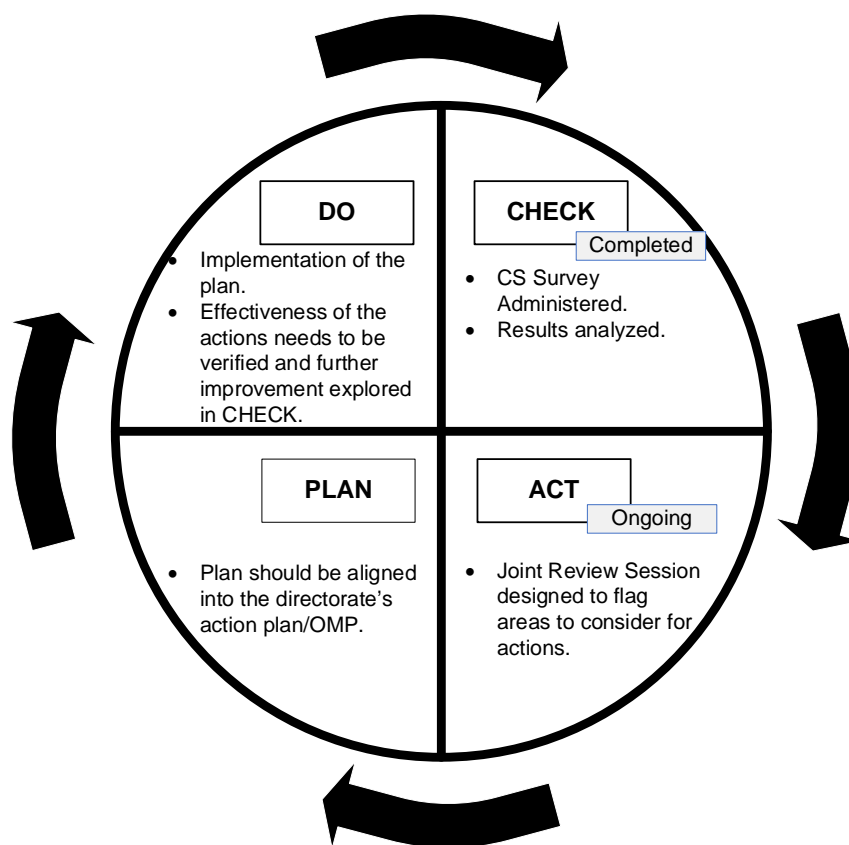 DO
• Implementation of the
plan.
• Effectiveness of the
actions needs to be
verified and further
improvement explored
in CHECK.
CHECK
Completed
• CS Survey
Administered.
• Results analyzed.
PLAN
• Plan should be aligned
into the directorate's
action plan/OMP.
ACT
Ongoing
• Joint Review Session
designed to flag
areas to consider for
actions.